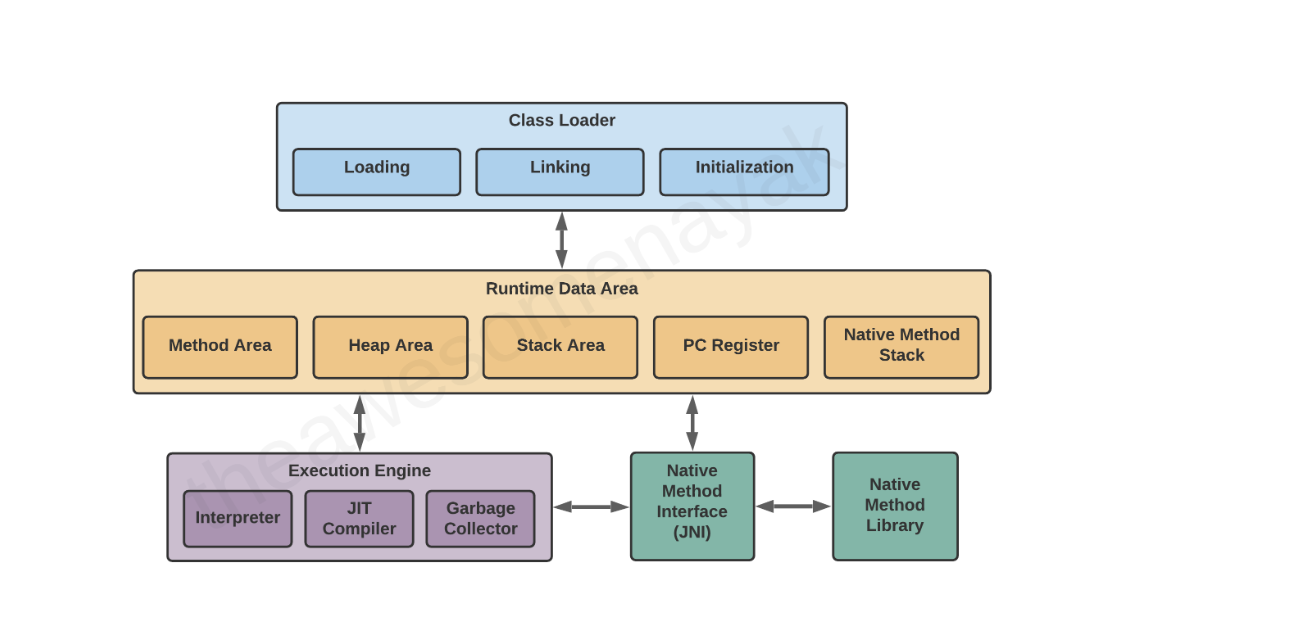 Class Loader
Loading
Linking
Initialization
Runtime Data Area
Method Area
Heap Area
Stack Area
PC Register
Native Method
Stack
Execution Engine
Interpreter
JIT
Compiler
Garbage
Collector
Native
Method
Interface
(JNI)
Native
Method
Library
theawesomenayak